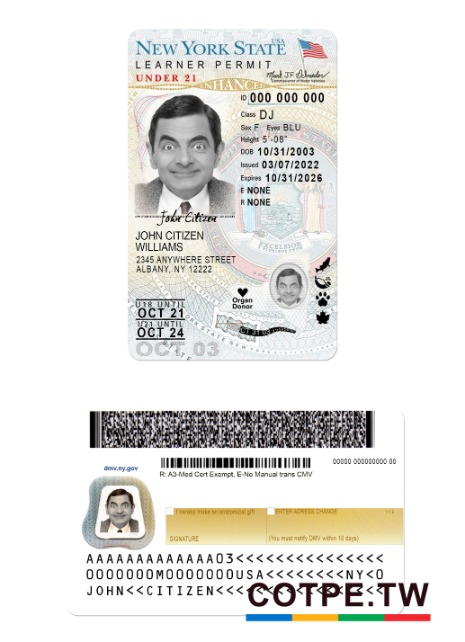 NEW YORK STATE USA
LEARNER PERMIT
UNDER 21
ENHANCED
Commissioner of Motor Vehicles
ID 000 000 000
Class DJ
Sex F Eyes BLU
Height 5'-08"
DOB 10/31/2003
Issued 03/07/2022
Expires 10/31/2026
E NONE
R NONE
EXCELSIOR
John Citizen
JOHN CITIZEN
WILLIAMS
2345 ANYWHERE STREET
ALBANY, NY 12222
Organ
Donor
U18 UNTIL
OCT 21
U21 UNTIL
OCT 24
OCT 03
dmv.ny.gov
00000 000000000 00
R: A3-Med Cert Exempt, E-No Manual trans CMV
I hereby make an anatomical gift
ENTER ADRESS CHANGE
SIGNATURE
(You must notify DMV within 10 days)
AAAAAAAAAAAAA03<<<<<<<<<<<<<<<
0000000M0000000USA<<<<<<<NY<0
JOHN<<CITIZEN<<<<<<<<<<<<<<<<<
COTPE.TW